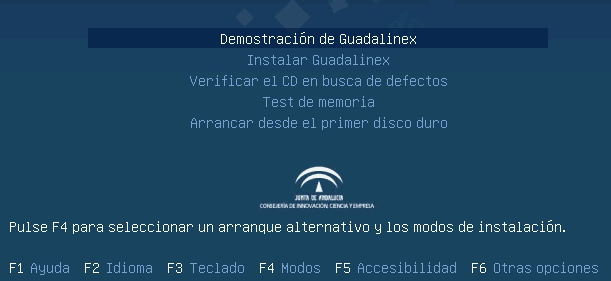 Demostración de Guadalinex
Instalar Guadalinex
Verificar el CD en busca de defectos
Test de memoria
Arrancar desde el primer disco duro
JUNTA DE ANDALUCIA
CONSEJERÍA DE INNOVACIÓN, CIENCIA Y EMPRESA
Pulse F4 para seleccionar un arranque alternativo y los modos de instalación.
F1 Ayuda F2 Idioma F3 Teclado F4 Modos F5 Accesibilidad F6 Otras opciones